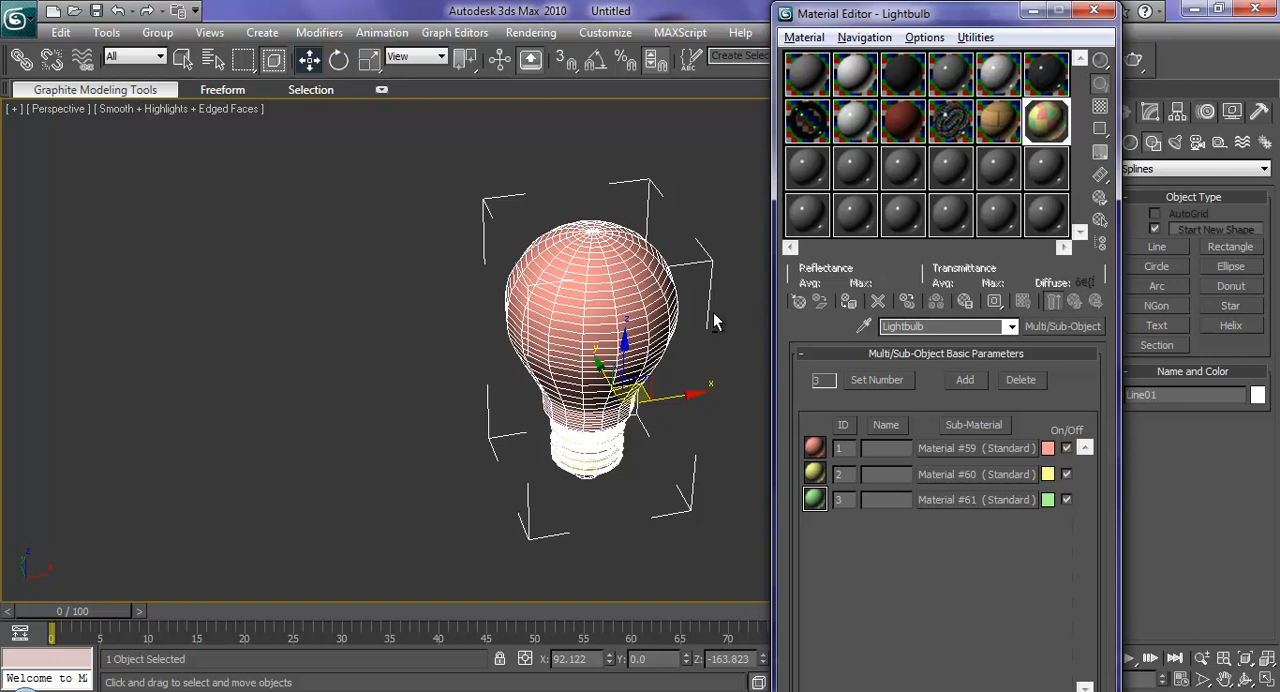 Autodesk 3ds Max 2010 Untitled
Edit Tools Group Views Create Modifiers Animation Graph Editors Rendering Customize MAXScript Help
All
View
3
ABC
Create Selec
Graphite Modeling Tools Freeform Selection
[ + ] [ Perspective ] [ Smooth + Highlights + Edged Faces ]
z
y
x
z
x
0 / 100
0 5 10 15 20 25 30 35 40 45 50 55 60 65 70 75
1 Object Selected
X: 92.122 Y: 0.0 Z: -163.823
Welcome to M
Click and drag to select and move objects
Material Editor - Lightbulb
Material Navigation Options Utilities
Reflectance Transmittance
Avg: Max: Avg: Max: Diffuse:
Lightbulb Multi/Sub-Object
- Multi/Sub-Object Basic Parameters
3 Set Number Add Delete
ID Name Sub-Material On/Off
1 Material #59 ( Standard )
2 Material #60 ( Standard )
3 Material #61 ( Standard )
Splines
- Object Type
AutoGrid
Start New Shape
Line Rectangle
Circle Ellipse
Arc Donut
NGon Star
Text Helix
Section
- Name and Color
Line01